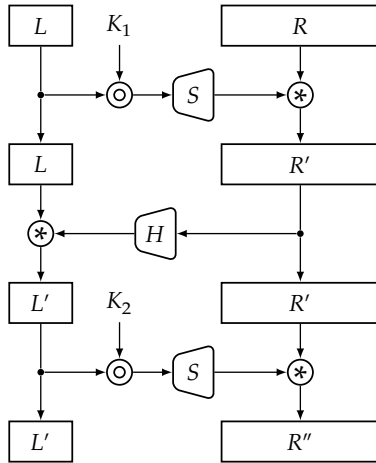 L K₁ R
S *
L R′
* H
L′ R′
K₂
S *
L′ R″